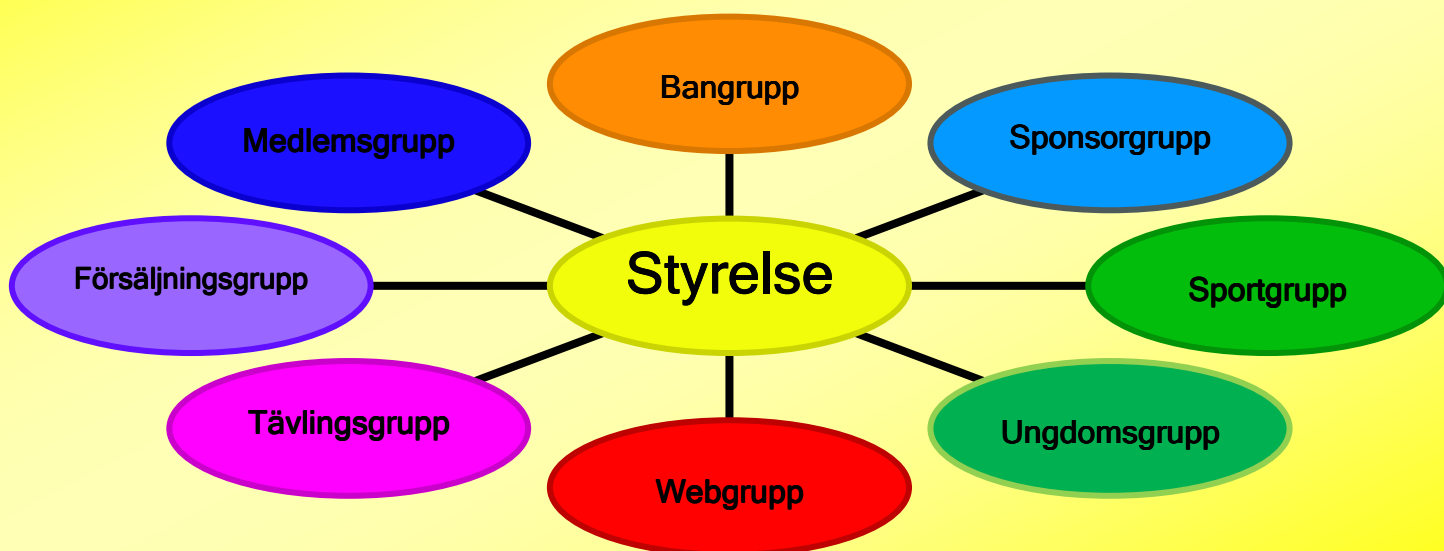 Bangrupp
Medlemsgrupp
Sponsorgrupp
Försäljningsgrupp
Styrelse
Sportgrupp
Tävlingsgrupp
Ungdomsgrupp
Webgrupp